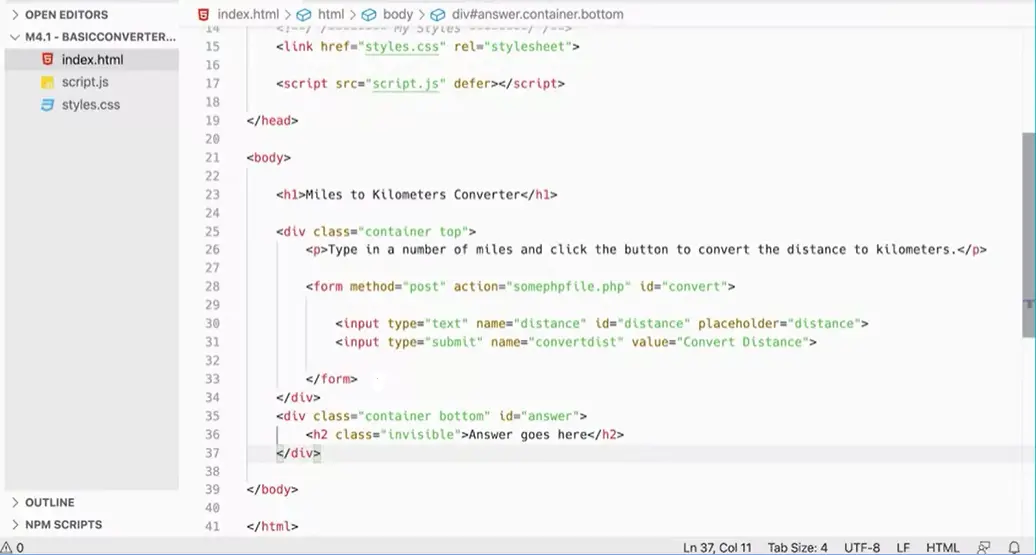 OPEN EDITORS
M4.1 - BASICCONVERTER...
index.html
script.js
styles.css
OUTLINE
NPM SCRIPTS
index.html > html > body > div#answer.container.bottom
14 My Styles
15 <link href="styles.css" rel="stylesheet">
16
17 <script src="script.js" defer></script>
18
19 </head>
20
21 <body>
22
23 <h1>Miles to Kilometers Converter</h1>
24
25 <div class="container top">
26 <p>Type in a number of miles and click the button to convert the distance to kilometers.</p>
27
28 <form method="post" action="somephpfile.php" id="convert">
29
30 <input type="text" name="distance" id="distance" placeholder="distance">
31 <input type="submit" name="convertdist" value="Convert Distance">
32
33 </form>
34 </div>
35 <div class="container bottom" id="answer">
36 <h2 class="invisible">Answer goes here</h2>
37 </div>
38
39 </body>
40
41 </html>
0 Ln 37, Col 11 Tab Size: 4 UTF-8 LF HTML